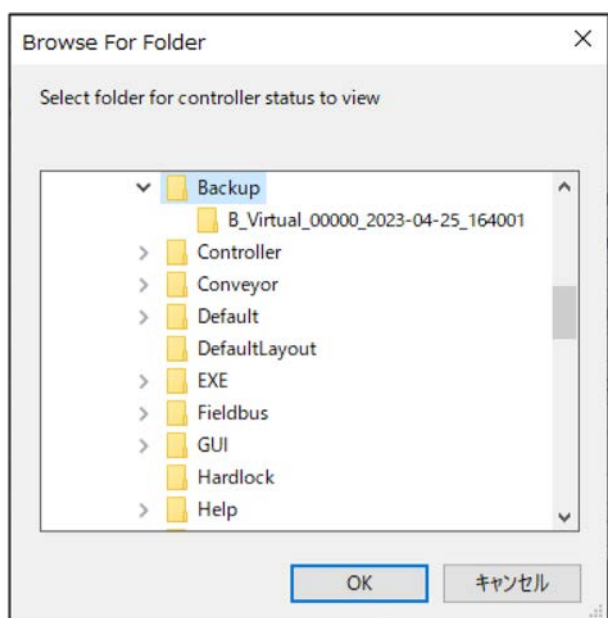 Browse For Folder
Select folder for controller status to view
Backup
B_Virtual_00000_2023-04-25_164001
Controller
Conveyor
Default
DefaultLayout
EXE
Fieldbus
GUI
Hardlock
Help
OK キャンセル